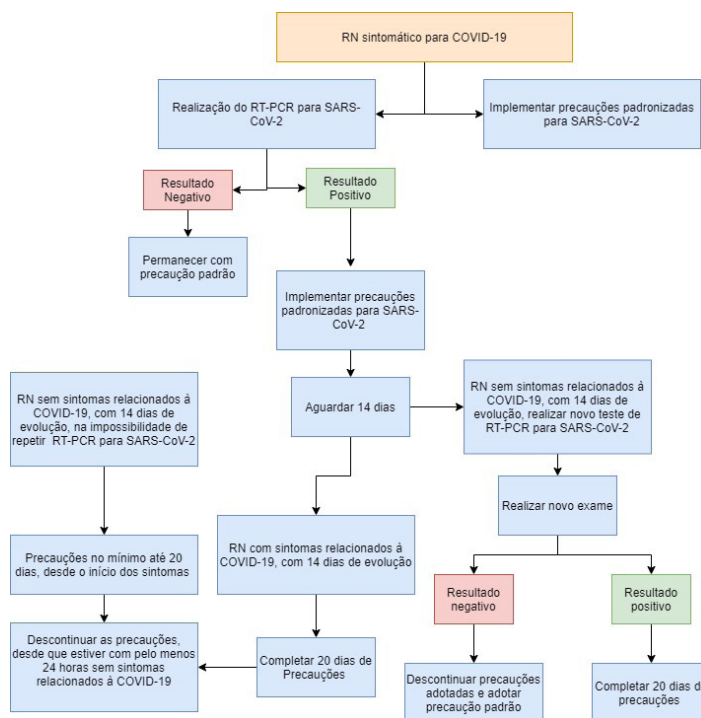 RN sintomático para COVID-19
Realização do RT-PCR para SARS-
CoV-2
Implementar precauções padronizadas
para SARS-CoV-2
Resultado
Negativo
Resultado
Positivo
Permanecer com
precaução padrão
Implementar precauções
padronizadas para SARS-
CoV-2
RN sem sintomas relacionados à
COVID-19, com 14 dias de
evolução, na impossibilidade de
repetir RT-PCR para SARS-CoV-2
Aguardar 14 dias
RN sem sintomas relacionados à
COVID-19, com 14 dias de
evolução, realizar novo teste de
RT-PCR para SARS-CoV-2
Realizar novo exame
Precauções no mínimo até 20
dias, desde o início dos sintomas
RN com sintomas relacionados à
COVID-19, com 14 dias de evolução
Resultado
negativo
Resultado
positivo
Descontinuar as precauções,
desde que estiver com pelo menos
24 horas sem sintomas
relacionados à COVID-19
Completar 20 dias de
Precauções
Descontinuar precauções
adotadas e adotar
precaução padrão
Completar 20 dias de
precauções